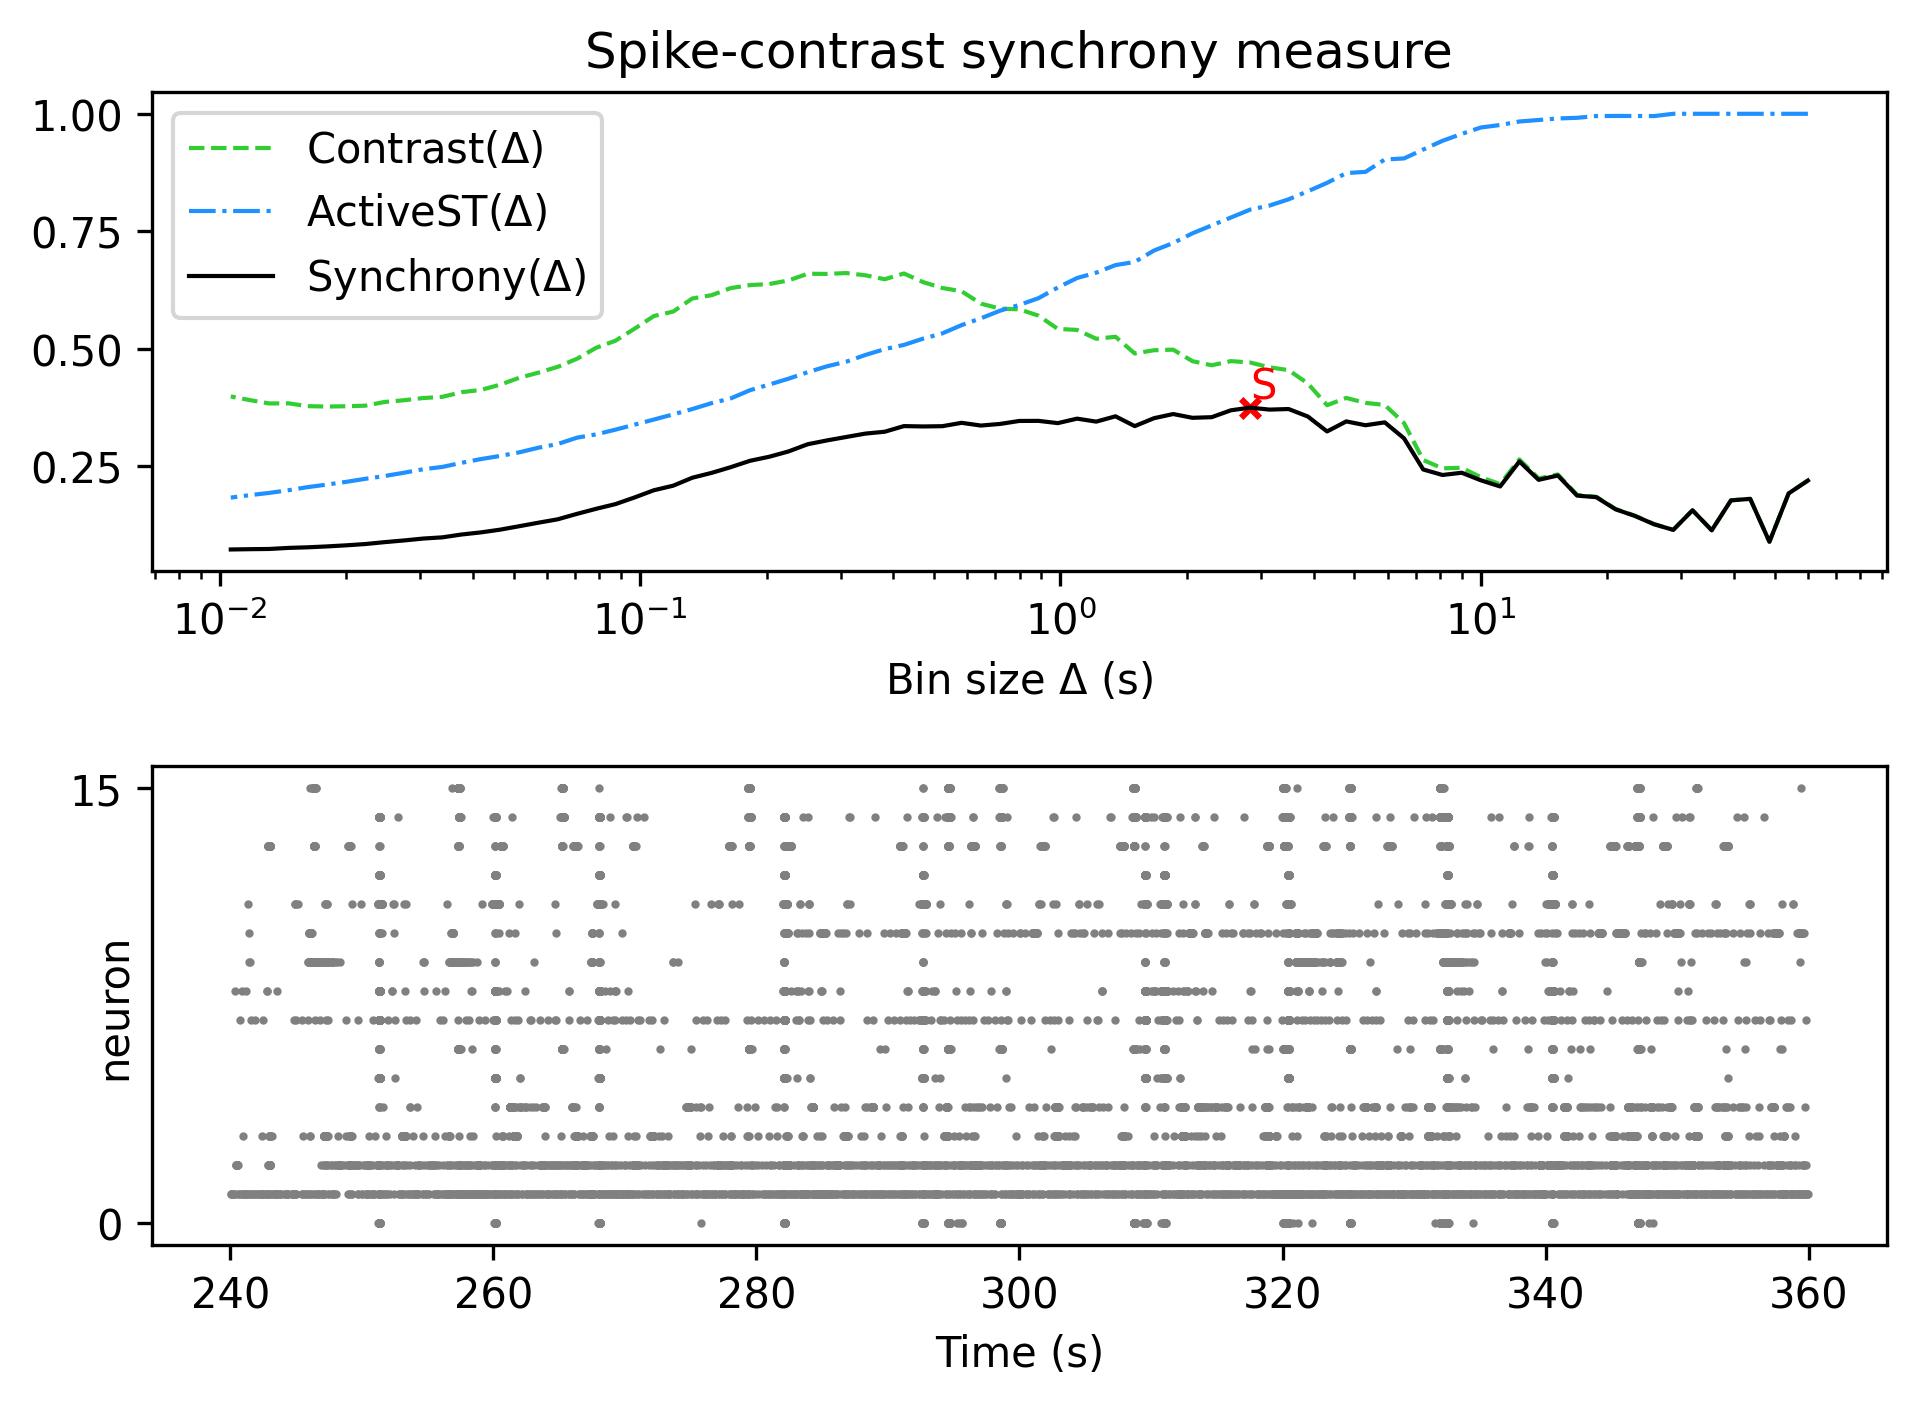 Spike-contrast synchrony measure
1.00
0.75
0.50
0.25
Contrast(Δ)
ActiveST(Δ)
Synchrony(Δ)
S
10⁻² 10⁻¹ 10⁰ 10¹
Bin size Δ (s)
15
0
neuron
240 260 280 300 320 340 360
Time (s)